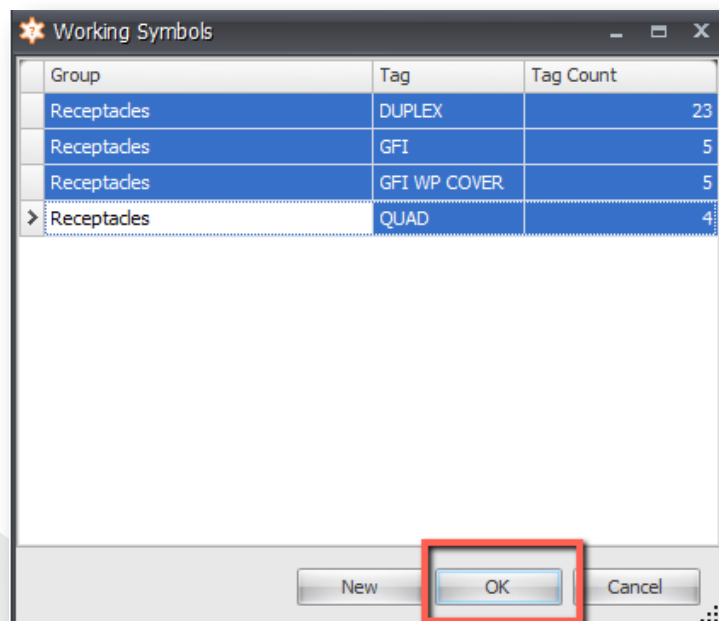 Working Symbols
Group Tag Tag Count
Receptacles DUPLEX 23
Receptacles GFI 5
Receptacles GFI WP COVER 5
Receptacles QUAD 4
New OK Cancel